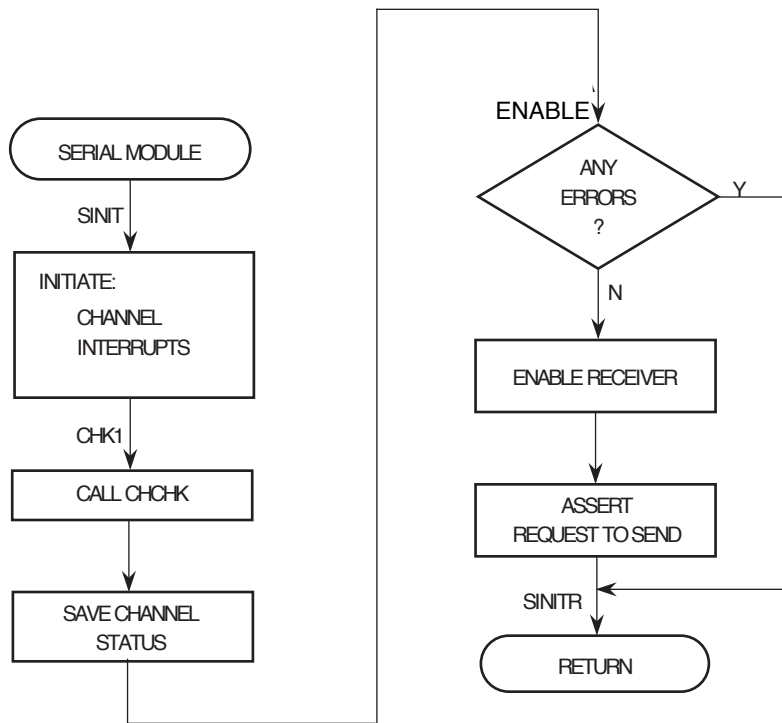 SERIAL MODULE
SINIT
INITIATE:
CHANNEL
INTERRUPTS
CHK1
CALL CHCHK
SAVE CHANNEL
STATUS
ENABLE
ANY
ERRORS
?
Y
N
ENABLE RECEIVER
ASSERT
REQUEST TO SEND
SINITR
RETURN